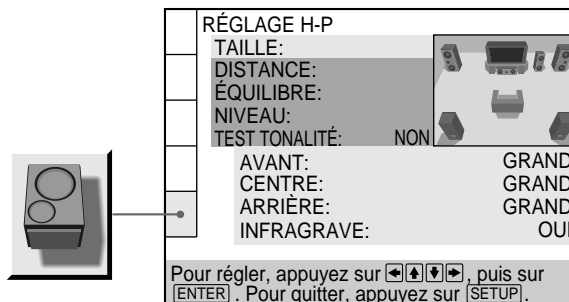 RÉGLAGE H-P
TAILLE:
DISTANCE:
ÉQUILIBRE:
NIVEAU:
TEST TONALITÉ: NON
AVANT: GRAND
CENTRE: GRAND
ARRIÈRE: GRAND
INFRAGRAVE: OUI
Pour régler, appuyez sur ←↑↓→, puis sur
ENTER . Pour quitter, appuyez sur SETUP.